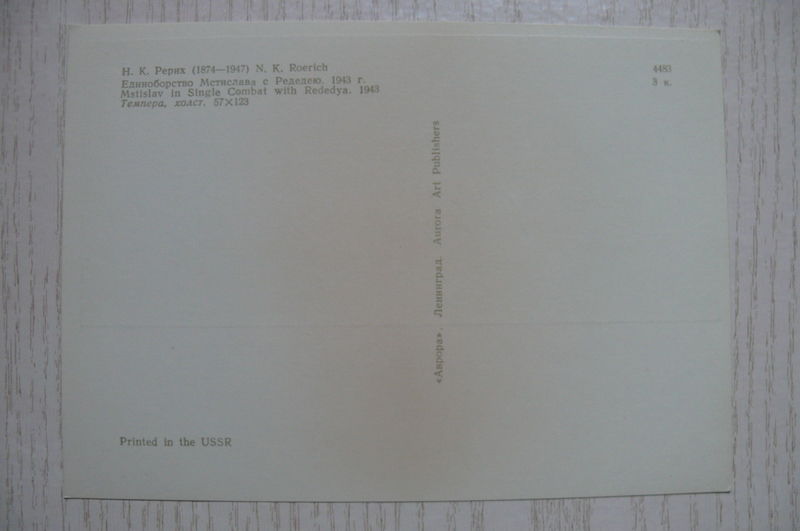 Н. К. Рерих (1874—1947) N. K. Roerich
Единоборство Мстислава с Редедею. 1943 г.
Mstislav in Single Combat with Rededya. 1943
Темпера, холст. 57×123
4483
3 к.
«Аврора». Ленинград. Aurora Art Publishers
Printed in the USSR